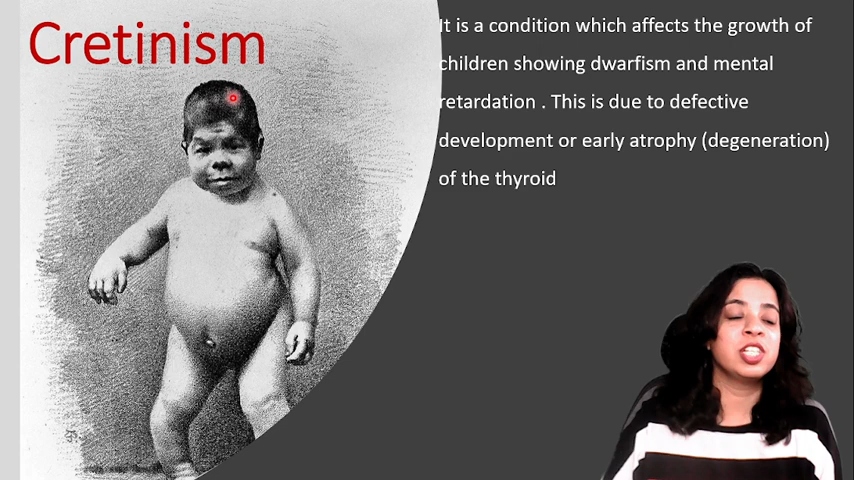 Cretinism
It is a condition which affects the growth of
children showing dwarfism and mental
retardation . This is due to defective
development or early atrophy (degeneration)
of the thyroid